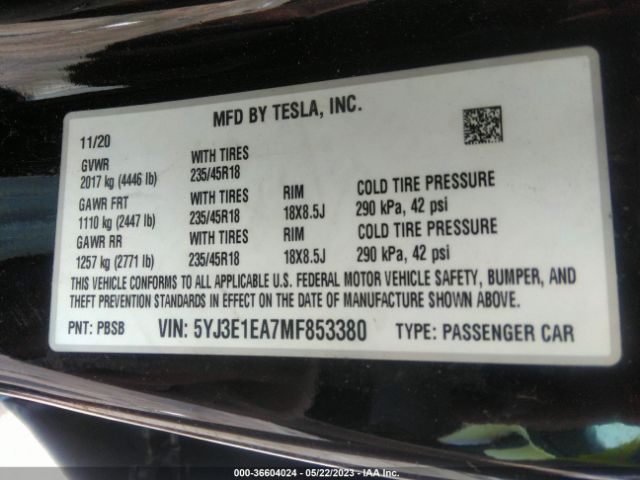 MFD BY TESLA, INC.
11/20
GVWR WITH TIRES
2017 kg (4446 lb) 235/45R18
GAWR FRT WITH TIRES RIM COLD TIRE PRESSURE
1110 kg (2447 lb) 235/45R18 18X8.5J 290 kPa, 42 psi
GAWR RR WITH TIRES RIM COLD TIRE PRESSURE
1257 kg (2771 lb) 235/45R18 18X8.5J 290 kPa, 42 psi
THIS VEHICLE CONFORMS TO ALL APPLICABLE U.S. FEDERAL MOTOR VEHICLE SAFETY, BUMPER, AND
THEFT PREVENTION STANDARDS IN EFFECT ON THE DATE OF MANUFACTURE SHOWN ABOVE.
PNT: PBSB VIN: 5YJ3E1EA7MF853380 TYPE: PASSENGER CAR
000-36604024 - 05/22/2023 - IAA Inc.